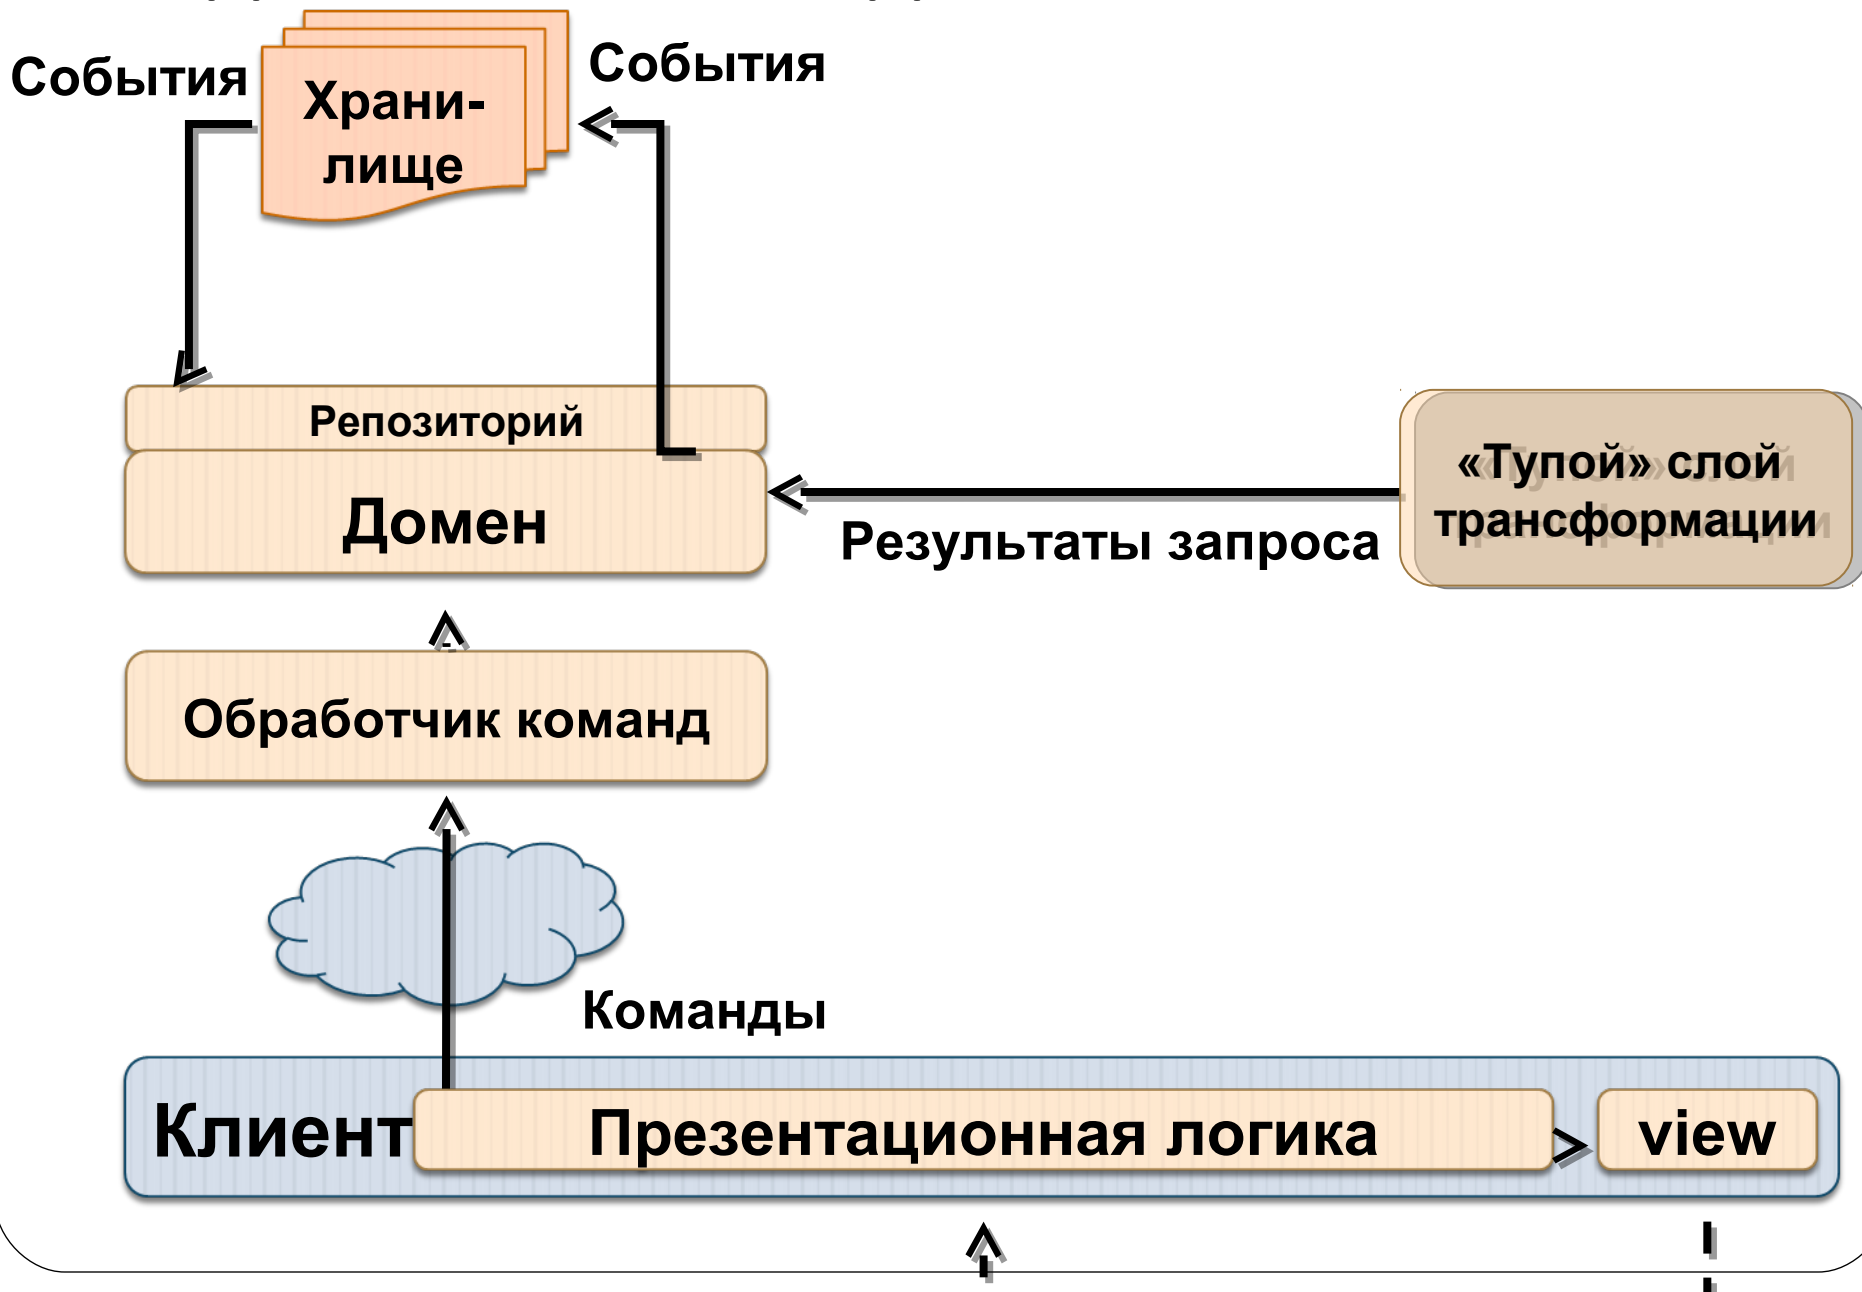 События
События
Храни-
лище
Репозиторий
Домен
«Тупой» слой
трансформации
Результаты запроса
Обработчик команд
Команды
Клиент
Презентационная логика
view